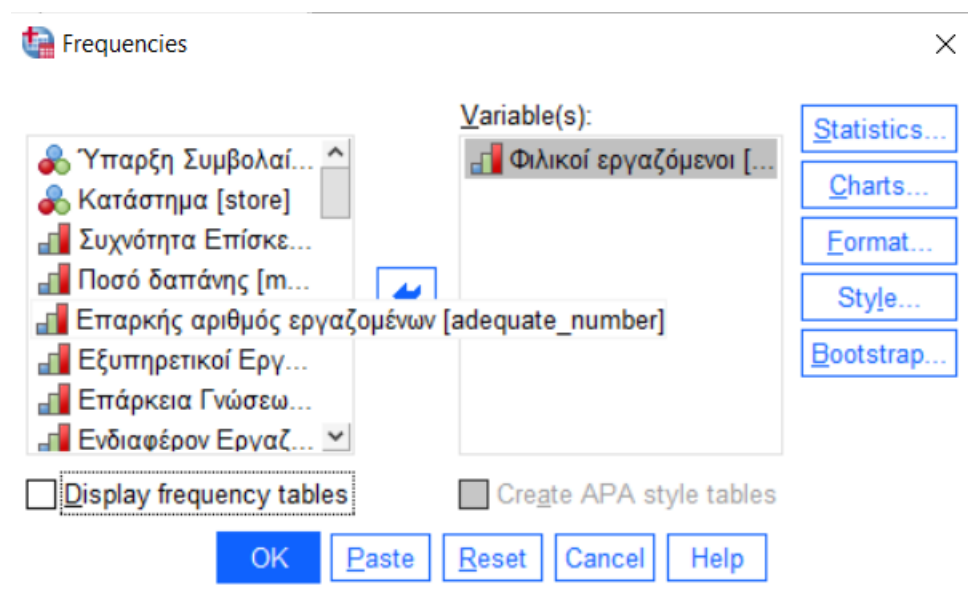 Frequencies
Variable(s):
Ύπαρξη Συμβολαί...
Κατάστημα [store]
Συχνότητα Επίσκε...
Ποσό δαπάνης [m...
Επαρκής αριθμός εργαζομένων [adequate_number]
Εξυπηρετικοί Εργ...
Επάρκεια Γνώσεω...
Ενδιαφέρον Εργαζ...
Φιλικοί εργαζόμενοι [...
Statistics...
Charts...
Format...
Style...
Bootstrap...
Display frequency tables
Create APA style tables
OK Paste Reset Cancel Help